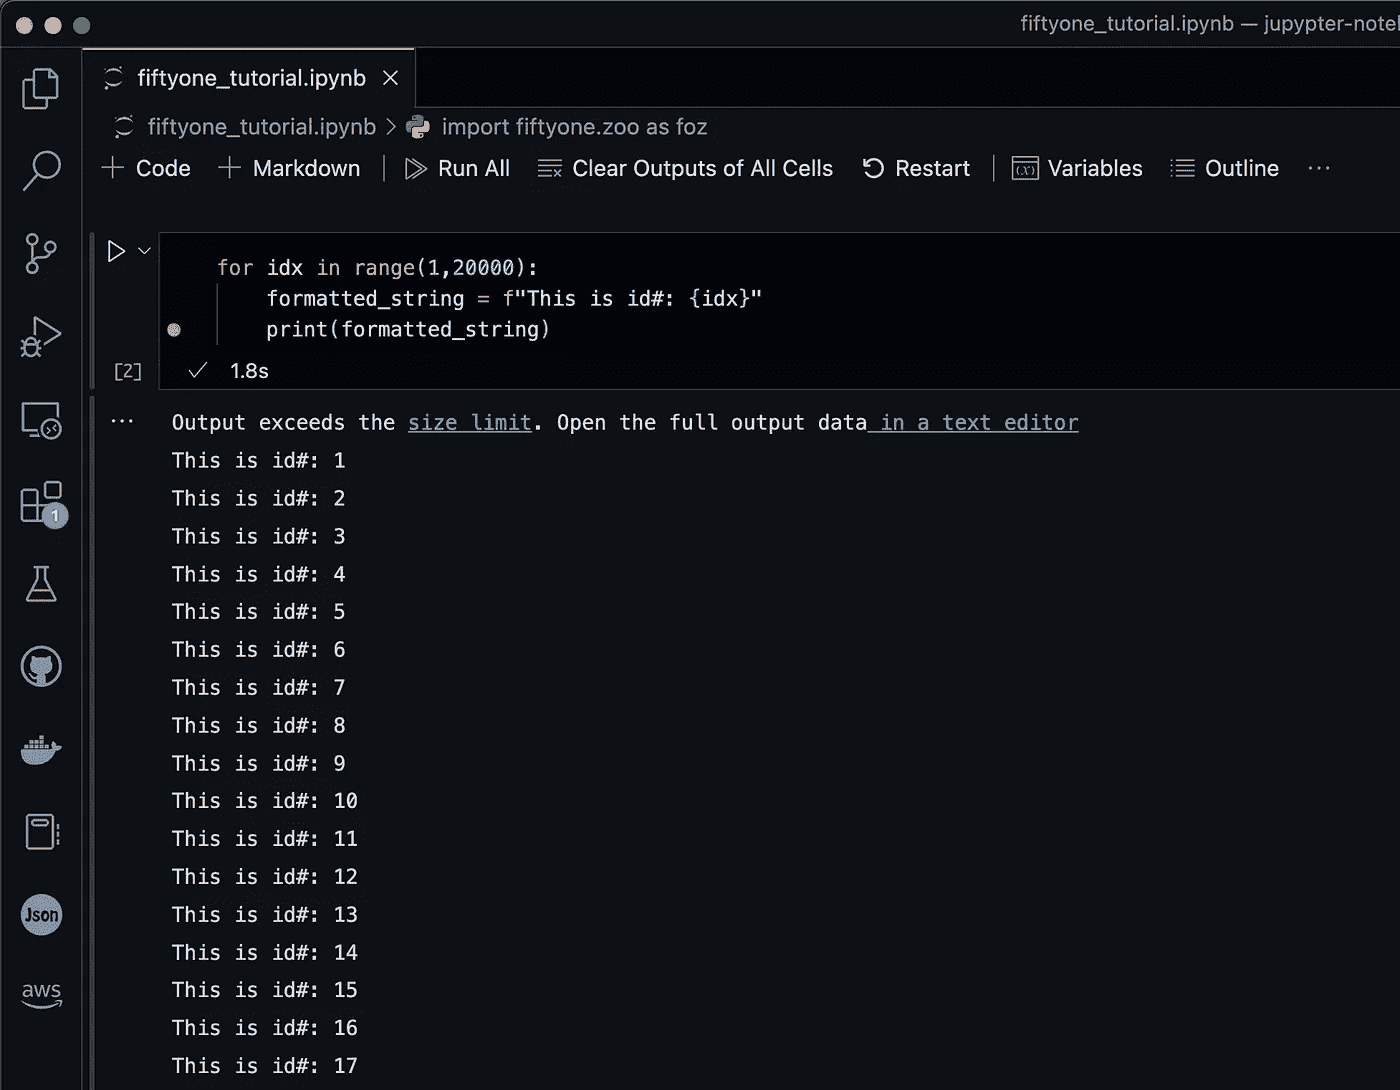 fiftyone_tutorial.ipynb — jupypter-notel
fiftyone_tutorial.ipynb
fiftyone_tutorial.ipynb > import fiftyone.zoo as foz
+ Code + Markdown | Run All Clear Outputs of All Cells Restart | (x) Variables Outline ...
for idx in range(1,20000):
formatted_string = f"This is id#: {idx}"
print(formatted_string)
[2] 1.8s
Output exceeds the size limit. Open the full output data in a text editor
This is id#: 1
This is id#: 2
This is id#: 3
This is id#: 4
This is id#: 5
This is id#: 6
This is id#: 7
This is id#: 8
This is id#: 9
This is id#: 10
This is id#: 11
This is id#: 12
This is id#: 13
This is id#: 14
This is id#: 15
This is id#: 16
This is id#: 17
1
Json
aws